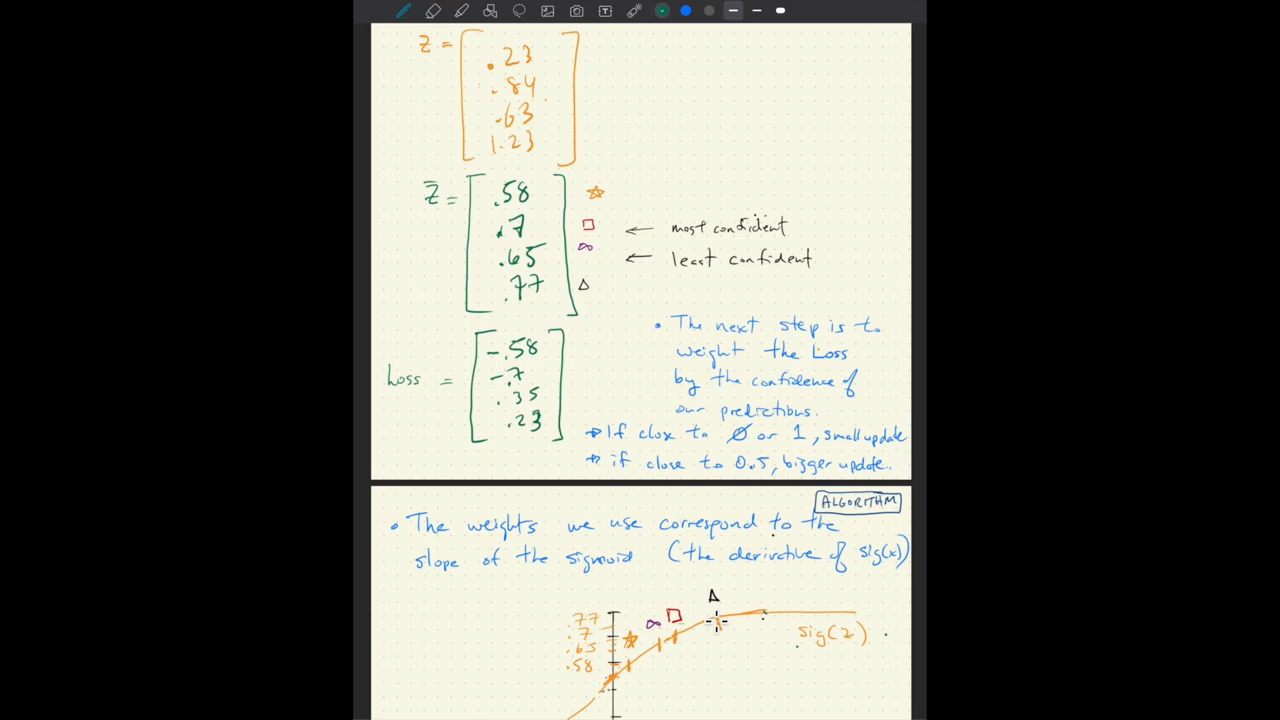 Z =
.23
.84
.63
1.23
Z̄ =
.58
.7
.65
.77
← most confident
← least confident
Loss =
-.58
-.7
.35
.23
• The next step is to
weight the Loss
by the confidence of
our predictions.
→ If close to 0 or 1, small update
→ if close to 0.5, bigger update.
ALGORITHM
• The weights we use correspond to the
slope of the sigmoid (the derivative of sig(x))
.77
.7
.65
.58
sig(z)